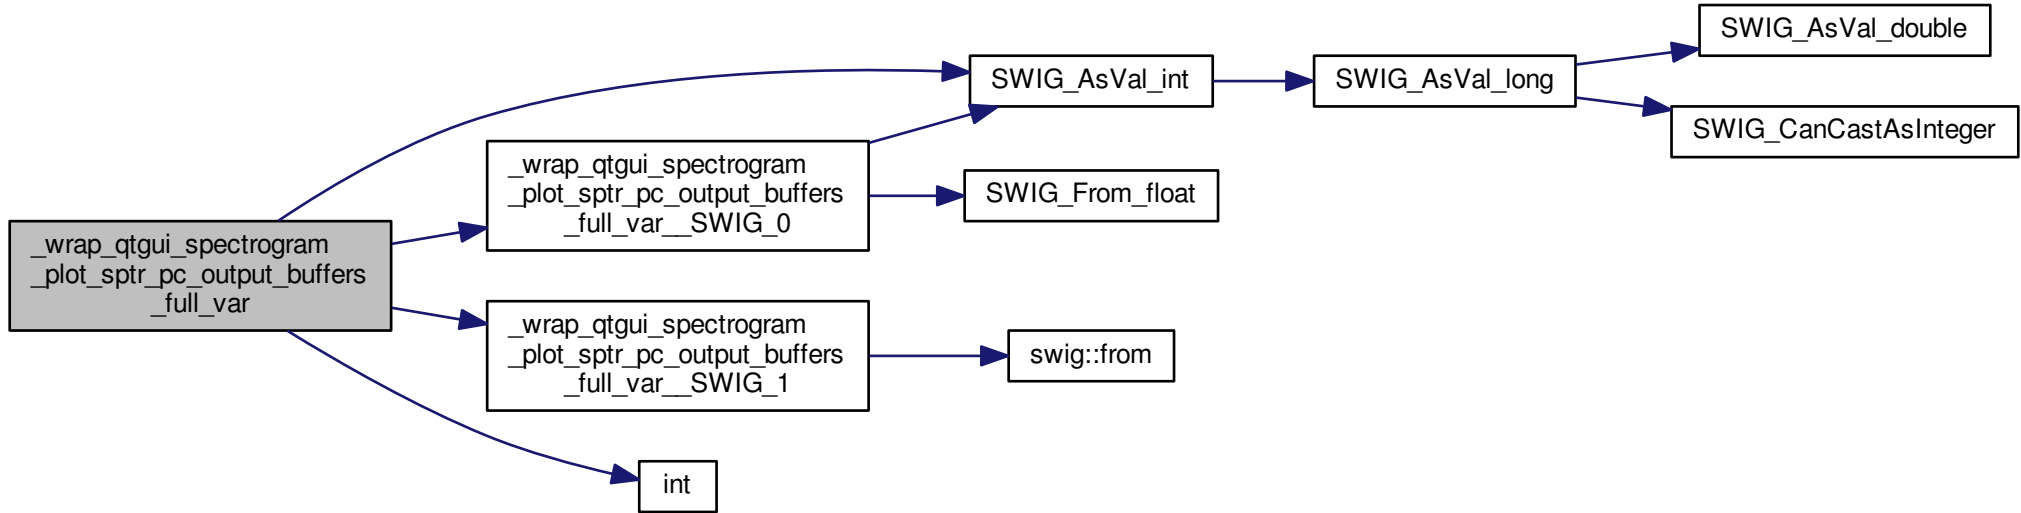 _wrap_qtgui_spectrogram
_plot_sptr_pc_output_buffers
_full_var
_wrap_qtgui_spectrogram
_plot_sptr_pc_output_buffers
_full_var__SWIG_0
_wrap_qtgui_spectrogram
_plot_sptr_pc_output_buffers
_full_var__SWIG_1
int
SWIG_AsVal_int
SWIG_From_float
swig::from
SWIG_AsVal_long
SWIG_AsVal_double
SWIG_CanCastAsInteger